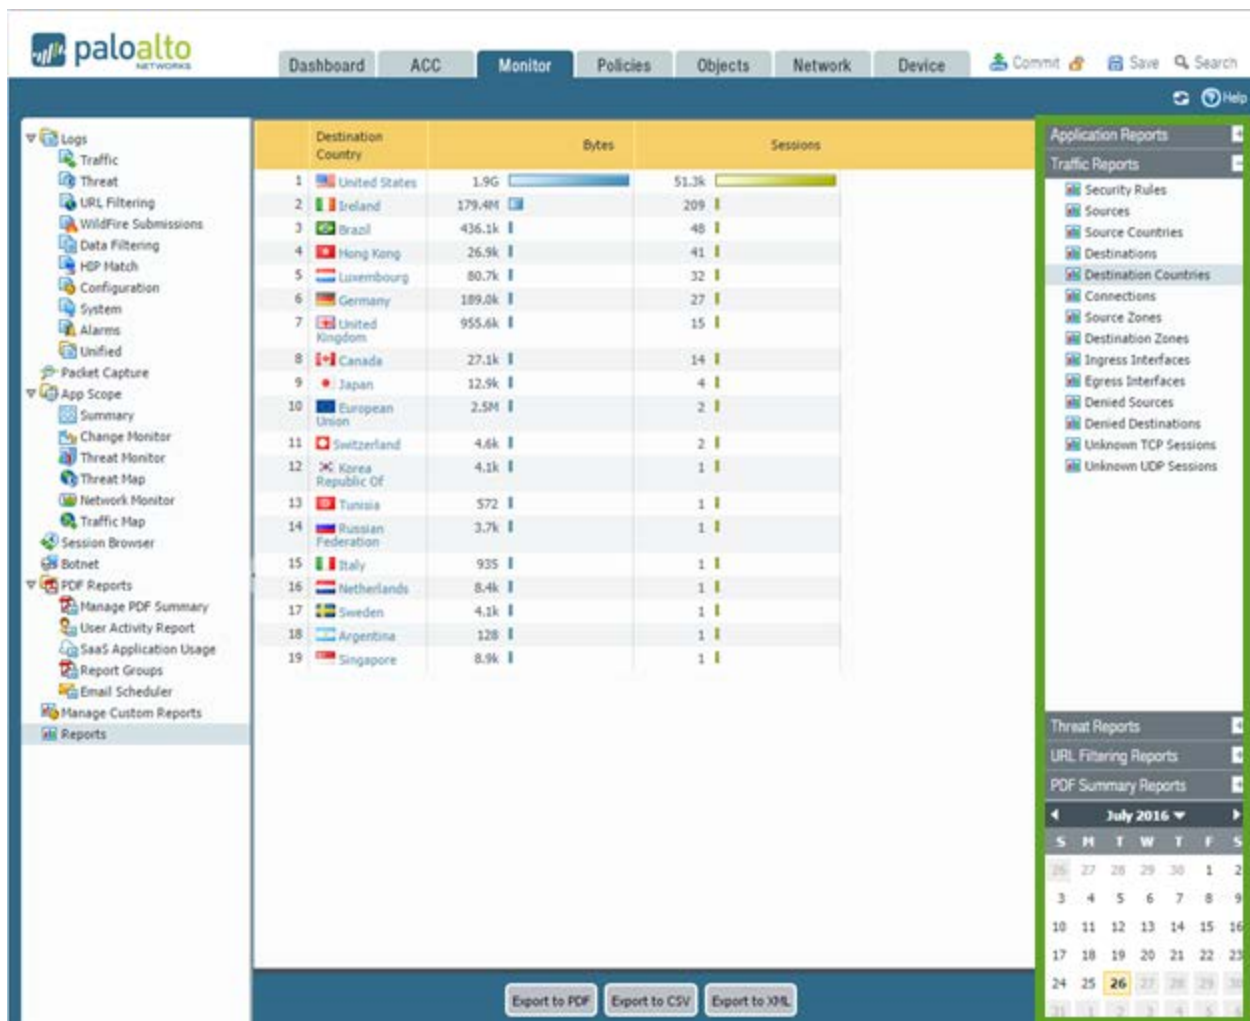 paloalto
NETWORKS
Dashboard ACC Monitor Policies Objects Network Device Commit Save Search
Help
Logs
Traffic
Threat
URL Filtering
WildFire Submissions
Data Filtering
HIP Match
Configuration
System
Alarms
Unified
Packet Capture
App Scope
Summary
Change Monitor
Threat Monitor
Threat Map
Network Monitor
Traffic Map
Session Browser
Botnet
PDF Reports
Manage PDF Summary
User Activity Report
SaaS Application Usage
Report Groups
Email Scheduler
Manage Custom Reports
Reports
Destination
Country
Bytes Sessions
1 United States 1.9G 51.3k
2 Ireland 179.4M 209
3 Brazil 436.1k 48
4 Hong Kong 26.9k 41
5 Luxembourg 80.7k 32
6 Germany 189.0k 27
7 United
Kingdom
955.6k 15
8 Canada 27.1k 14
9 Japan 12.9k 4
10 European
Union
2.5M 2
11 Switzerland 4.6k 2
12 Korea
Republic Of
4.1k 1
13 Tunisia 572 1
14 Russian
Federation
3.7k 1
15 Italy 935 1
16 Netherlands 8.4k 1
17 Sweden 4.1k 1
18 Argentina 128 1
19 Singapore 8.9k 1
Export to PDF Export to CSV Export to XML
Application Reports
Traffic Reports
Security Rules
Sources
Source Countries
Destinations
Destination Countries
Connections
Source Zones
Destination Zones
Ingress Interfaces
Egress Interfaces
Denied Sources
Denied Destinations
Unknown TCP Sessions
Unknown UDP Sessions
Threat Reports
URL Filtering Reports
PDF Summary Reports
July 2016
S M T W T F S
26 27 28 29 30 1 2
3 4 5 6 7 8 9
10 11 12 13 14 15 16
17 18 19 20 21 22 23
24 25 26 27 28 29 30
31 1 2 3 4 5 6